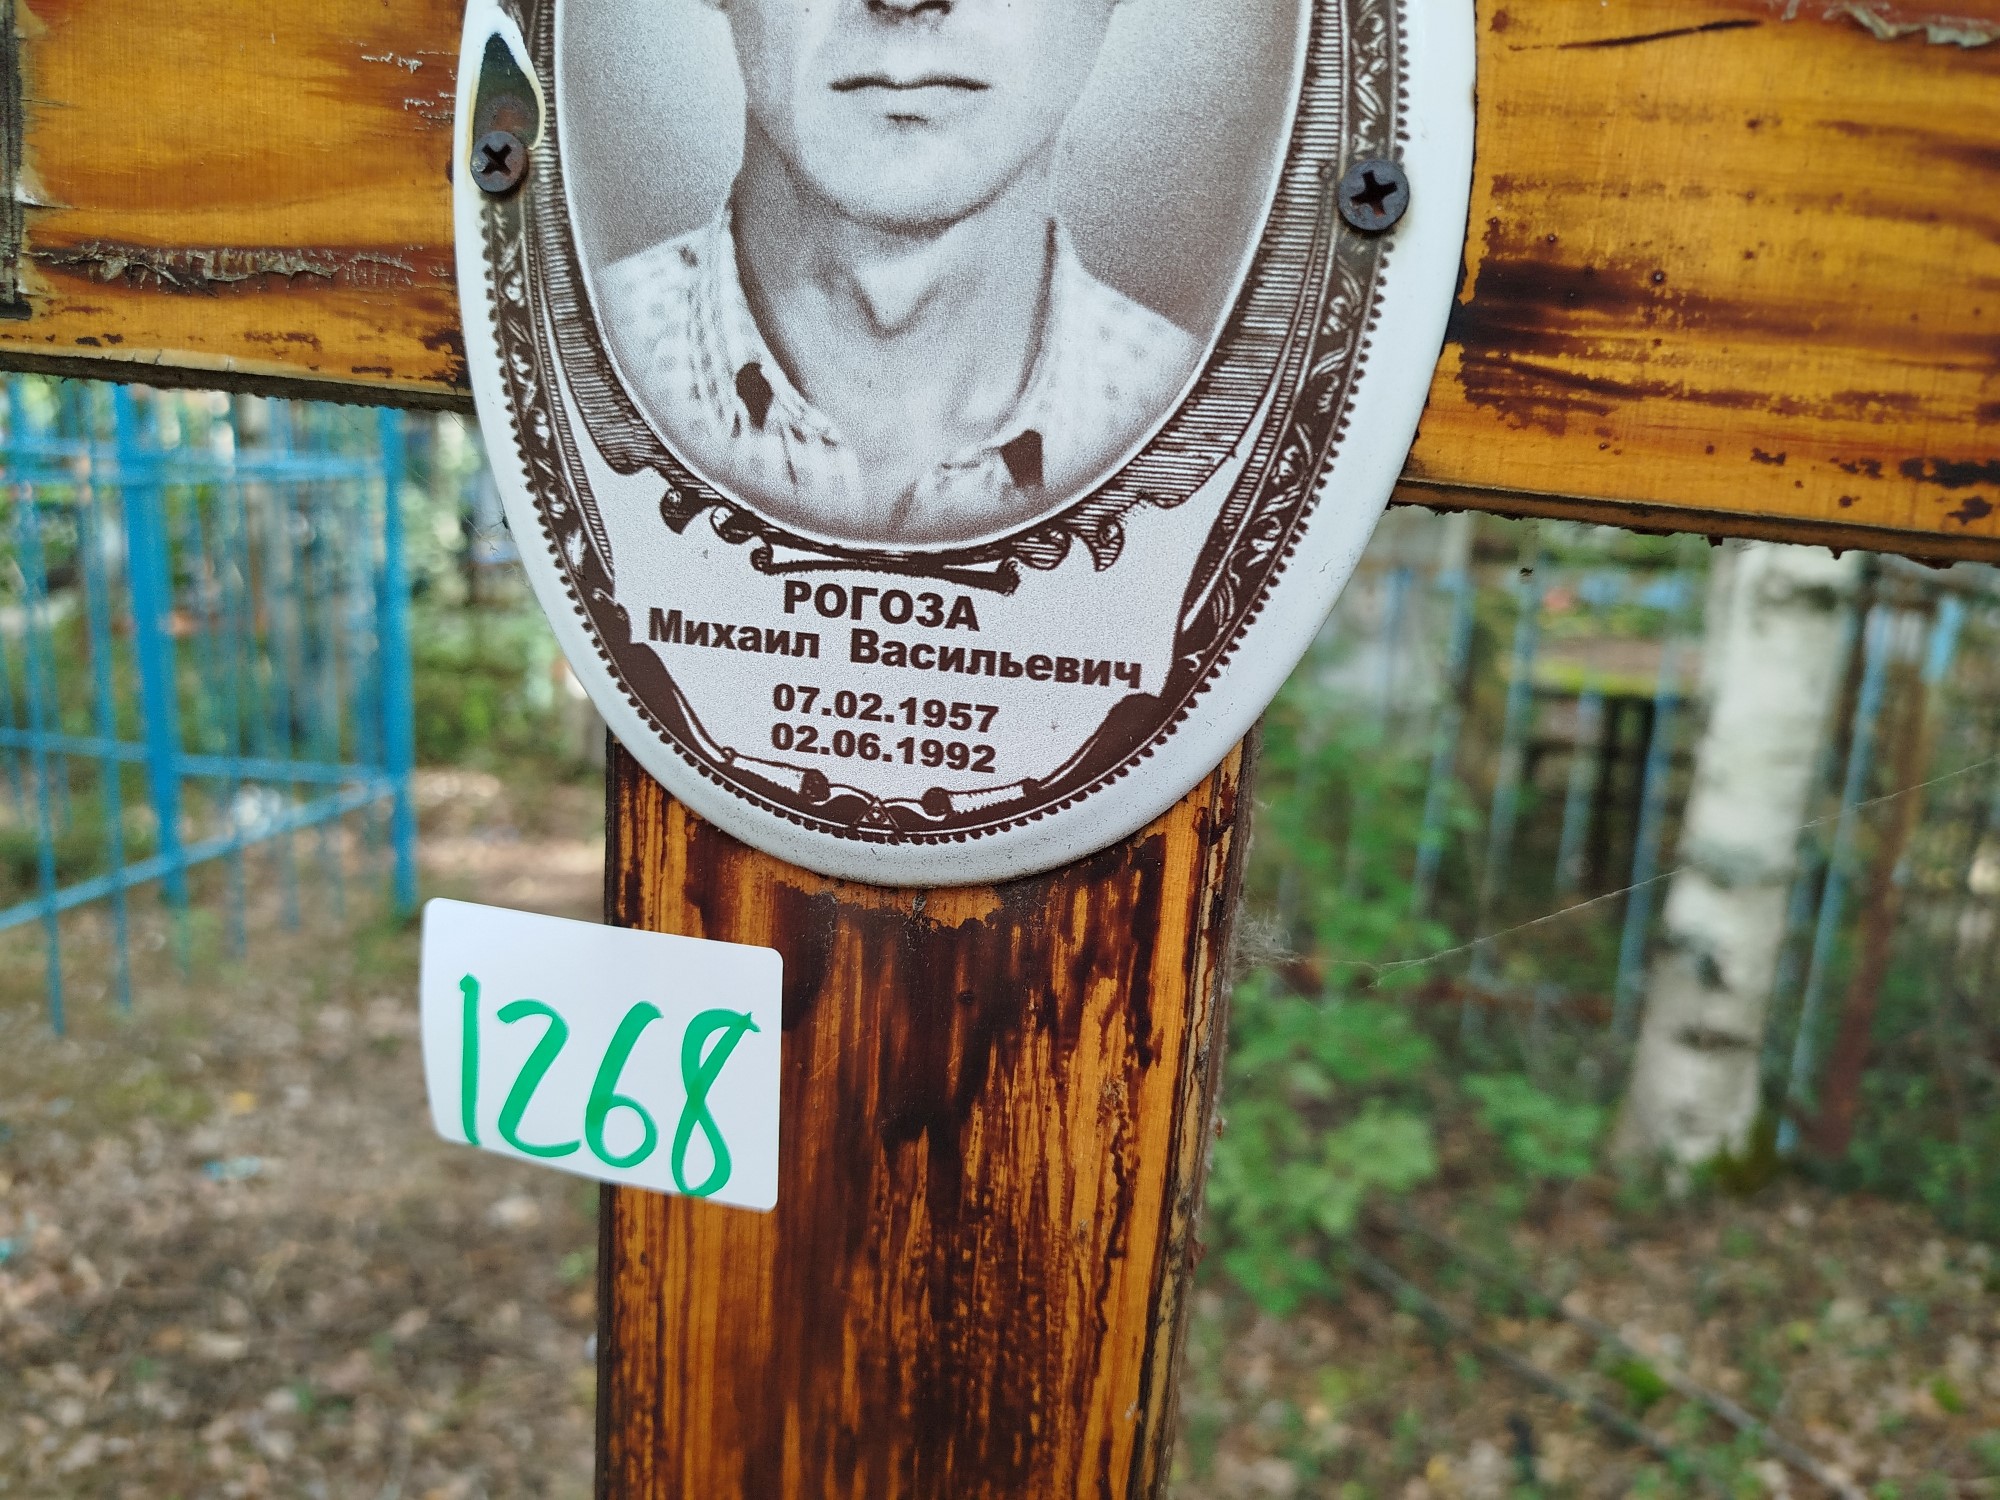 РОГОЗА
Михаил Васильевич
07.02.1957
02.06.1992
1268